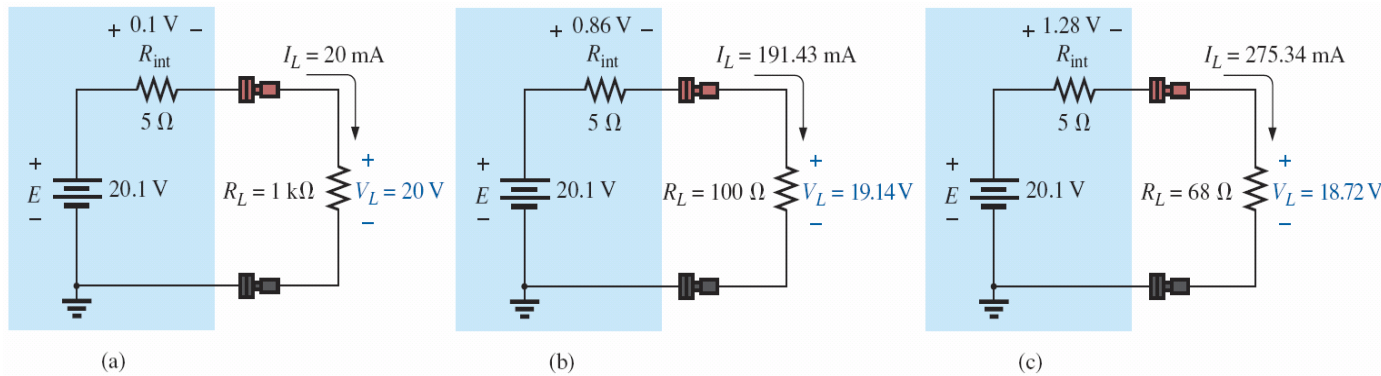 + 0.1 V −
R_int
I_L = 20 mA
5 Ω
+
E
−
20.1 V
R_L = 1 kΩ
+
V_L = 20 V
−
(a)
+ 0.86 V −
R_int
I_L = 191.43 mA
5 Ω
+
E
−
20.1 V
R_L = 100 Ω
+
V_L = 19.14 V
−
(b)
+ 1.28 V −
R_int
I_L = 275.34 mA
5 Ω
+
E
−
20.1 V
R_L = 68 Ω
+
V_L = 18.72 V
−
(c)